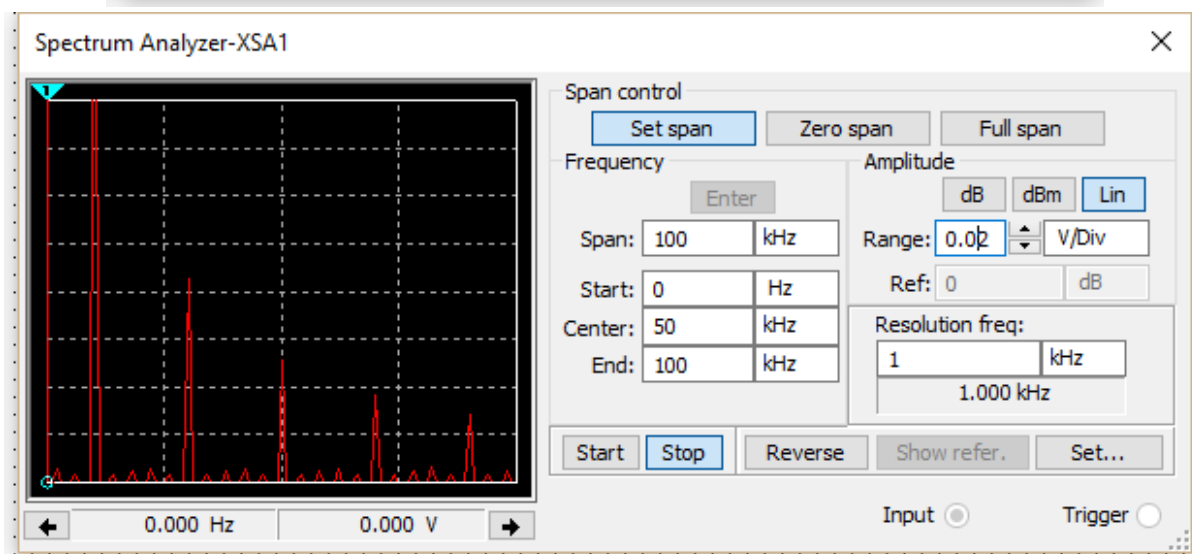 Spectrum Analyzer-XSA1
1
Span control
Set span Zero span Full span
Frequency
Enter
Span: 100 kHz
Start: 0 Hz
Center: 50 kHz
End: 100 kHz
Amplitude
dB dBm Lin
Range: 0.02 V/Div
Ref: 0 dB
Resolution freq:
1 kHz
1.000 kHz
Start Stop Reverse Show refer. Set...
0.000 Hz 0.000 V
Input Trigger